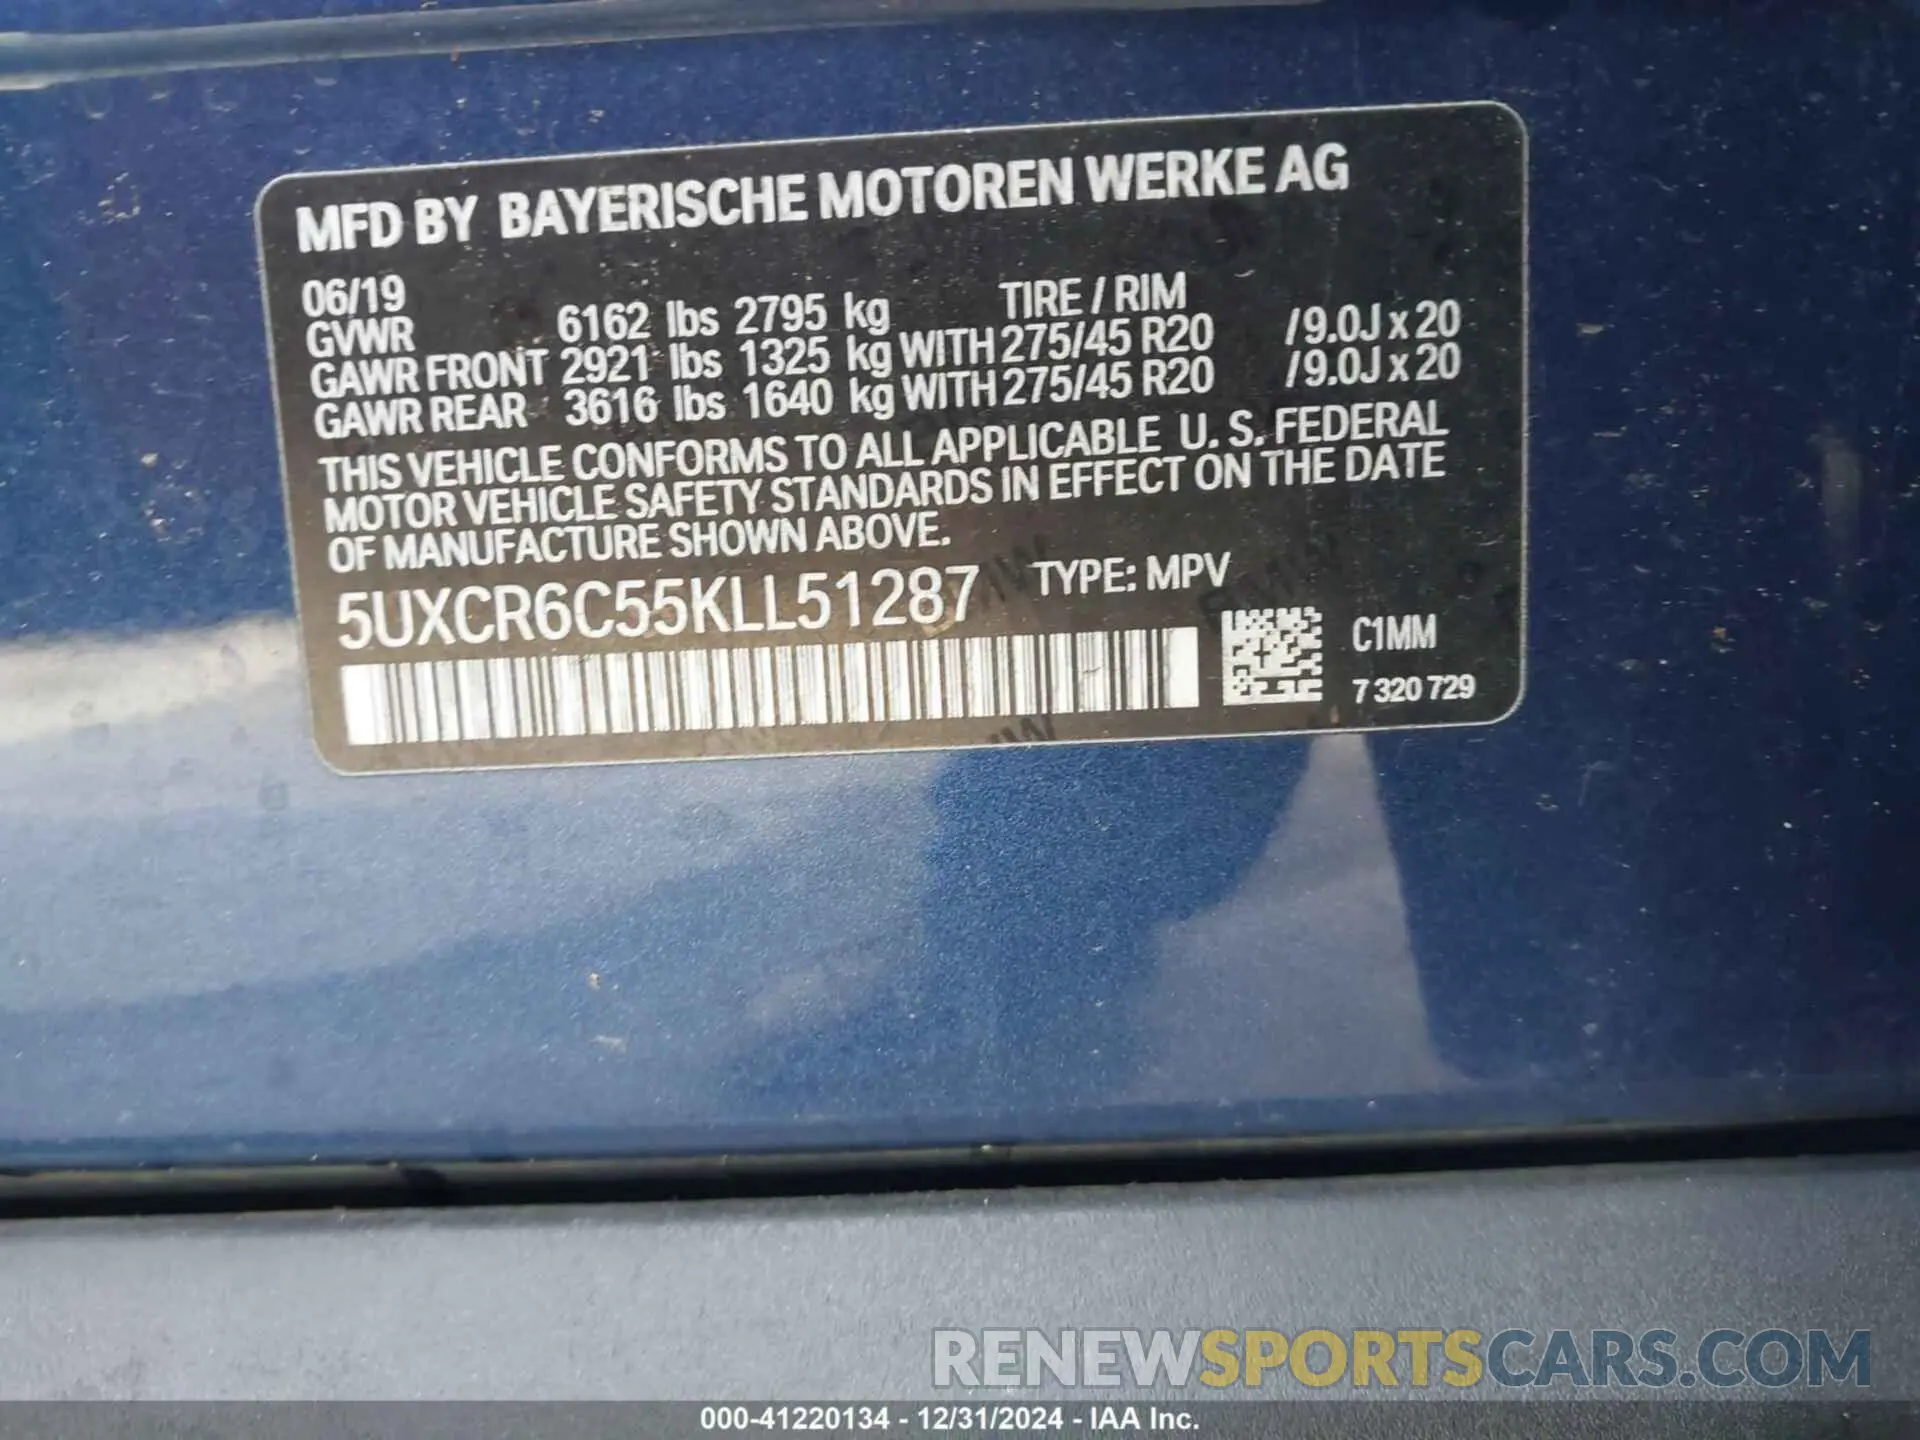 MFD BY BAYERISCHE MOTOREN WERKE AG
06/19
TIRE / RIM
GVWR 6162 lbs 2795 kg
GAWR FRONT 2921 lbs 1325 kg WITH 275/45 R20 /9.0J x 20
GAWR REAR 3616 lbs 1640 kg WITH 275/45 R20 /9.0J x 20
THIS VEHICLE CONFORMS TO ALL APPLICABLE U. S. FEDERAL
MOTOR VEHICLE SAFETY STANDARDS IN EFFECT ON THE DATE
OF MANUFACTURE SHOWN ABOVE.
5UXCR6C55KLL51287 TYPE: MPV
C1MM
7 320 729
RENEWSPORTSCARS.COM
000-41220134 - 12/31/2024 - IAA Inc.